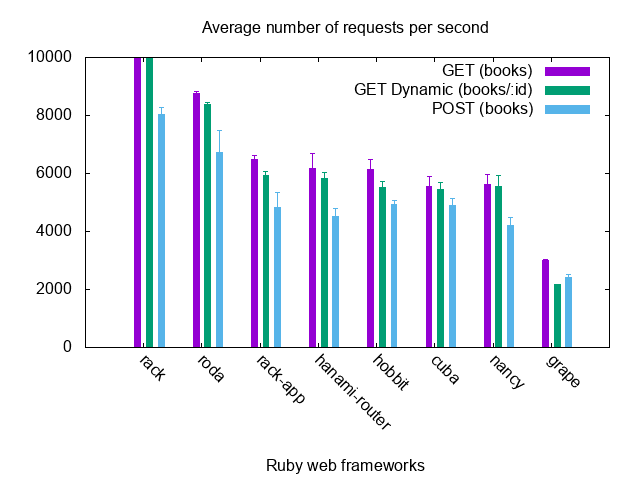 Average number of requests per second
10000
8000
6000
4000
2000
0
GET (books)
GET Dynamic (books/:id)
POST (books)
rack
roda
rack-app
hanami-router
hobbit
cuba
nancy
grape
Ruby web frameworks